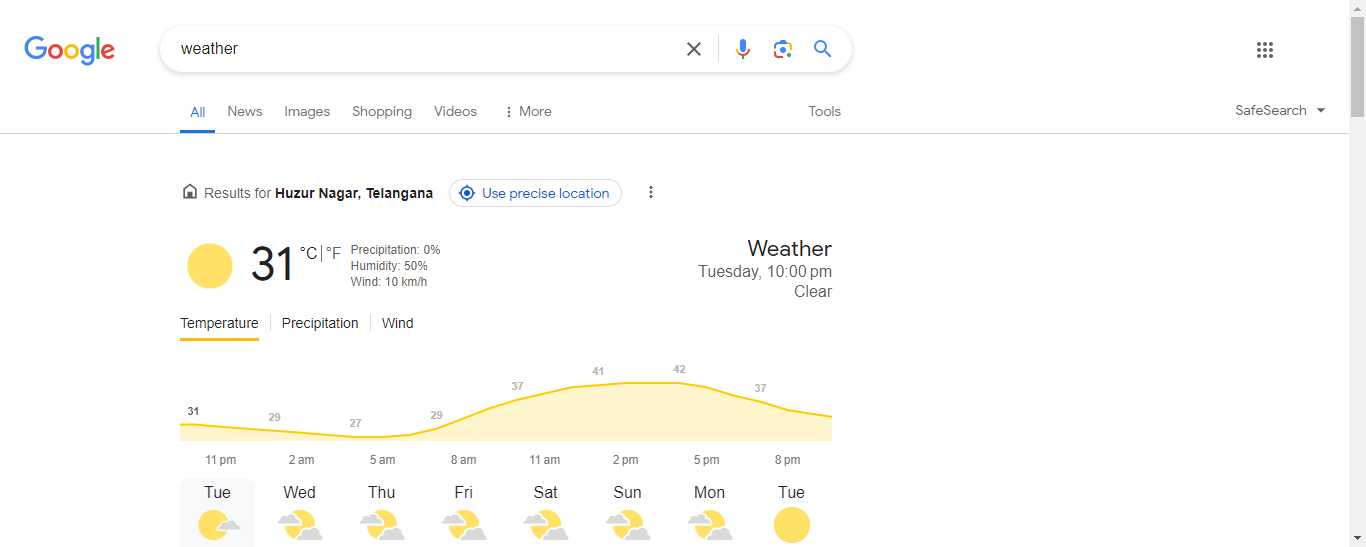 Google
weather
All News Images Shopping Videos More Tools SafeSearch
Results for Huzur Nagar, Telangana Use precise location
31 °C|°F
Precipitation: 0%
Humidity: 50%
Wind: 10 km/h
Weather
Tuesday, 10:00 pm
Clear
Temperature Precipitation Wind
31 29 27 29 37 41 42 37
11 pm 2 am 5 am 8 am 11 am 2 pm 5 pm 8 pm
Tue Wed Thu Fri Sat Sun Mon Tue